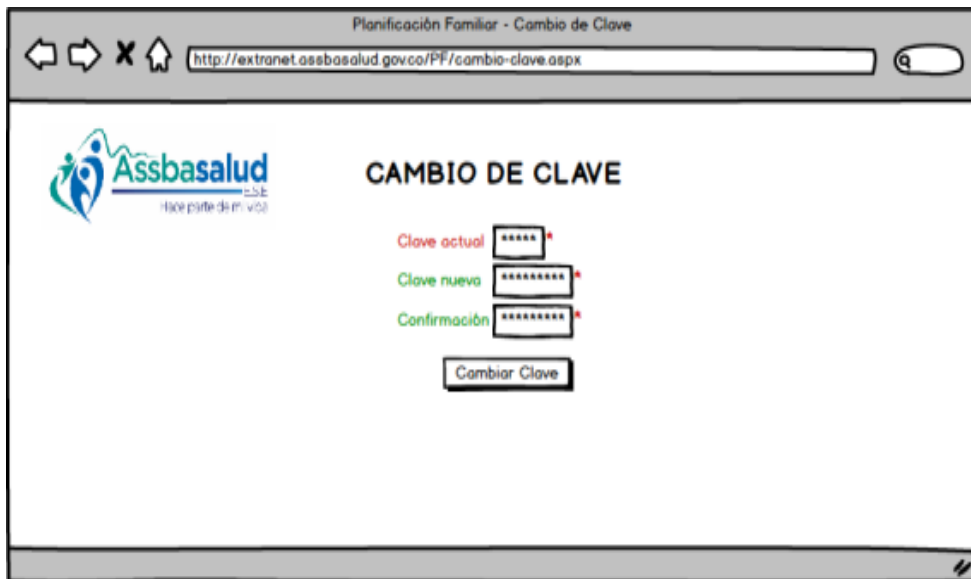 Planificación Familiar - Cambio de Clave
http://extranet.assbasalud.gov.co/PF/cambio-clave.aspx
Assbasalud
E.S.E
Hace parte de mi vida
CAMBIO DE CLAVE
Clave actual ******
Clave nueva **********
Confirmación **********
Cambiar Clave